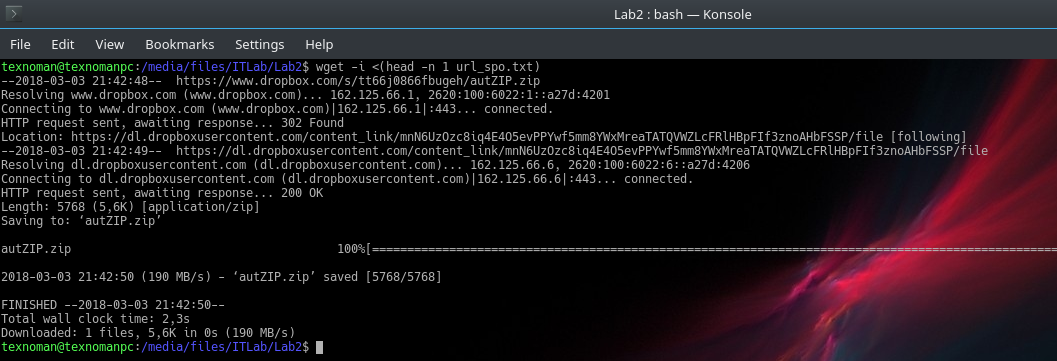 Lab2 : bash — Konsole
File Edit View Bookmarks Settings Help
texnoman@texnomanpc:/media/files/ITLab/Lab2$ wget -i <(head -n 1 url_spo.txt)
--2018-03-03 21:42:48-- https://www.dropbox.com/s/tt66j0866fbugeh/autZIP.zip
Resolving www.dropbox.com (www.dropbox.com)... 162.125.66.1, 2620:100:6022:1::a27d:4201
Connecting to www.dropbox.com (www.dropbox.com)|162.125.66.1|:443... connected.
HTTP request sent, awaiting response... 302 Found
Location: https://dl.dropboxusercontent.com/content_link/mnN6UzOzc8iq4E4O5evPPYwf5mm8YWxMreaTATQVWZLcFRlHBpFIf3znoAHbFSSP/file [following]
--2018-03-03 21:42:49-- https://dl.dropboxusercontent.com/content_link/mnN6UzOzc8iq4E4O5evPPYwf5mm8YWxMreaTATQVWZLcFRlHBpFIf3znoAHbFSSP/file
Resolving dl.dropboxusercontent.com (dl.dropboxusercontent.com)... 162.125.66.6, 2620:100:6022:6::a27d:4206
Connecting to dl.dropboxusercontent.com (dl.dropboxusercontent.com)|162.125.66.6|:443... connected.
HTTP request sent, awaiting response... 200 OK
Length: 5768 (5,6K) [application/zip]
Saving to: ‘autZIP.zip’
autZIP.zip 100%[===================================================================================================
2018-03-03 21:42:50 (190 MB/s) - ‘autZIP.zip’ saved [5768/5768]
FINISHED --2018-03-03 21:42:50--
Total wall clock time: 2,3s
Downloaded: 1 files, 5,6K in 0s (190 MB/s)
texnoman@texnomanpc:/media/files/ITLab/Lab2$